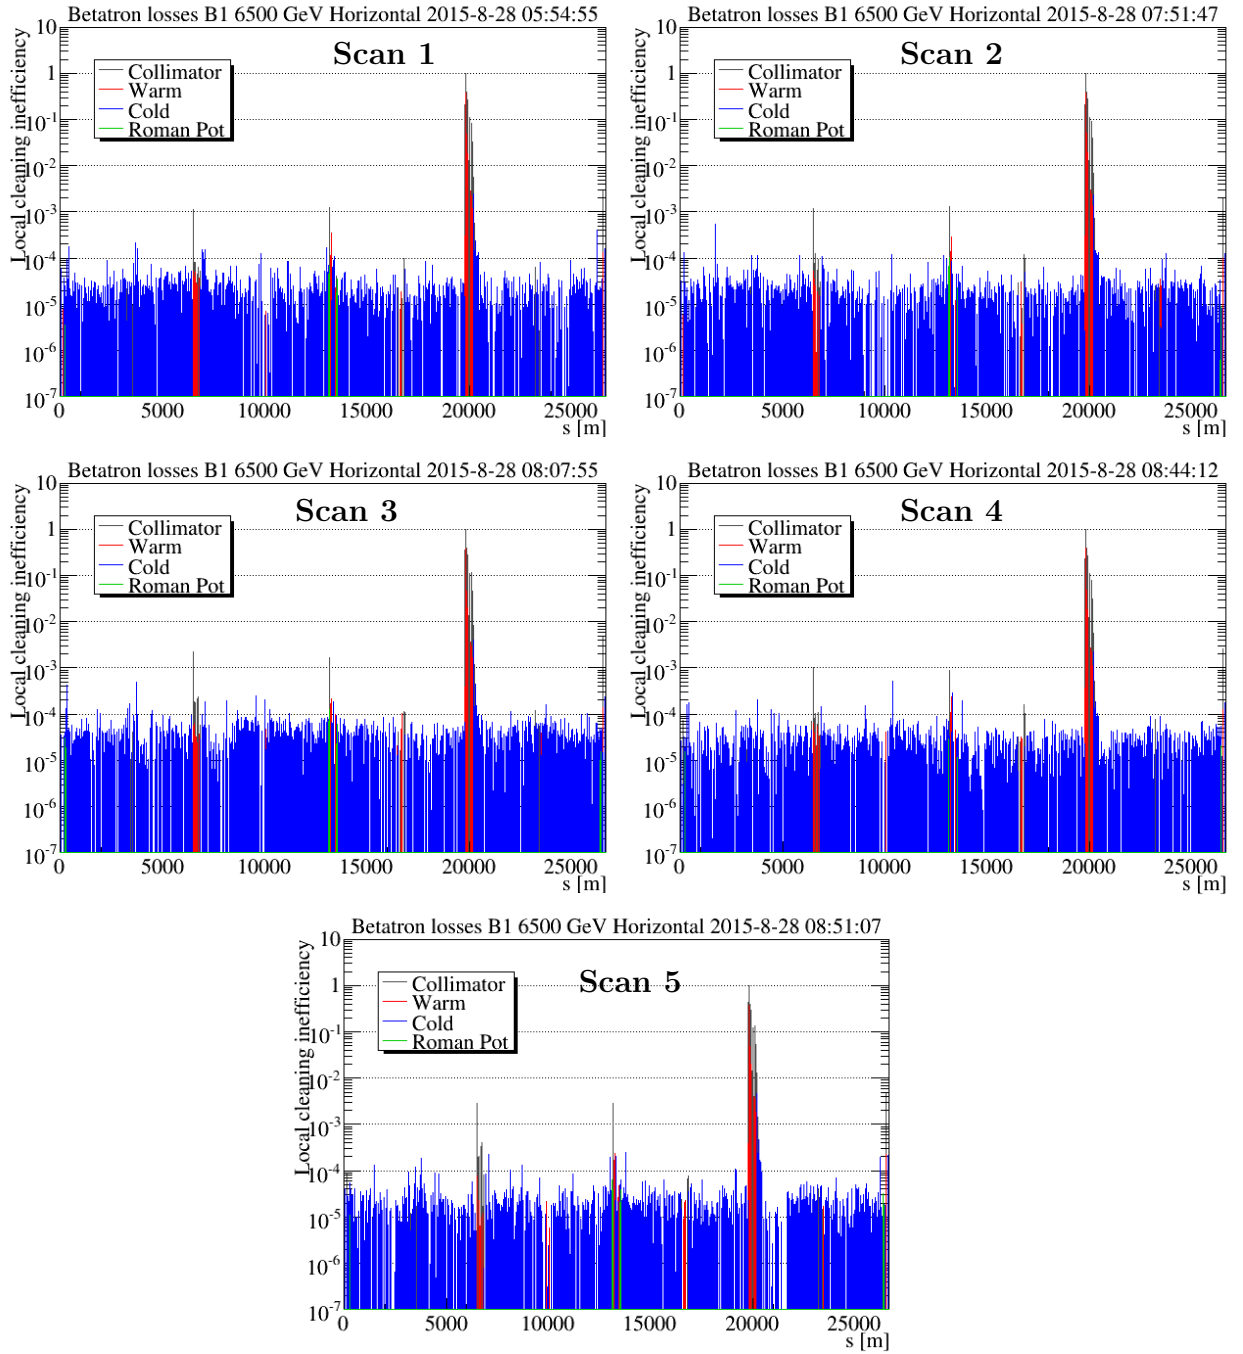 Betatron losses B1 6500 GeV Horizontal 2015-8-28 05:54:55
Scan 1
Local cleaning inefficiency
Collimator
Warm
Cold
Roman Pot
10
1
10-1
10-2
10-3
10-4
10-5
10-6
10-7
0 5000 10000 15000 20000 25000
s [m]
Betatron losses B1 6500 GeV Horizontal 2015-8-28 07:51:47
Scan 2
Local cleaning inefficiency
Collimator
Warm
Cold
Roman Pot
10
1
10-1
10-2
10-3
10-4
10-5
10-6
10-7
0 5000 10000 15000 20000 25000
s [m]
Betatron losses B1 6500 GeV Horizontal 2015-8-28 08:07:55
Scan 3
Local cleaning inefficiency
Collimator
Warm
Cold
Roman Pot
10
1
10-1
10-2
10-3
10-4
10-5
10-6
10-7
0 5000 10000 15000 20000 25000
s [m]
Betatron losses B1 6500 GeV Horizontal 2015-8-28 08:44:12
Scan 4
Local cleaning inefficiency
Collimator
Warm
Cold
Roman Pot
10
1
10-1
10-2
10-3
10-4
10-5
10-6
10-7
0 5000 10000 15000 20000 25000
s [m]
Betatron losses B1 6500 GeV Horizontal 2015-8-28 08:51:07
Scan 5
Local cleaning inefficiency
Collimator
Warm
Cold
Roman Pot
10
1
10-1
10-2
10-3
10-4
10-5
10-6
10-7
0 5000 10000 15000 20000 25000
s [m]